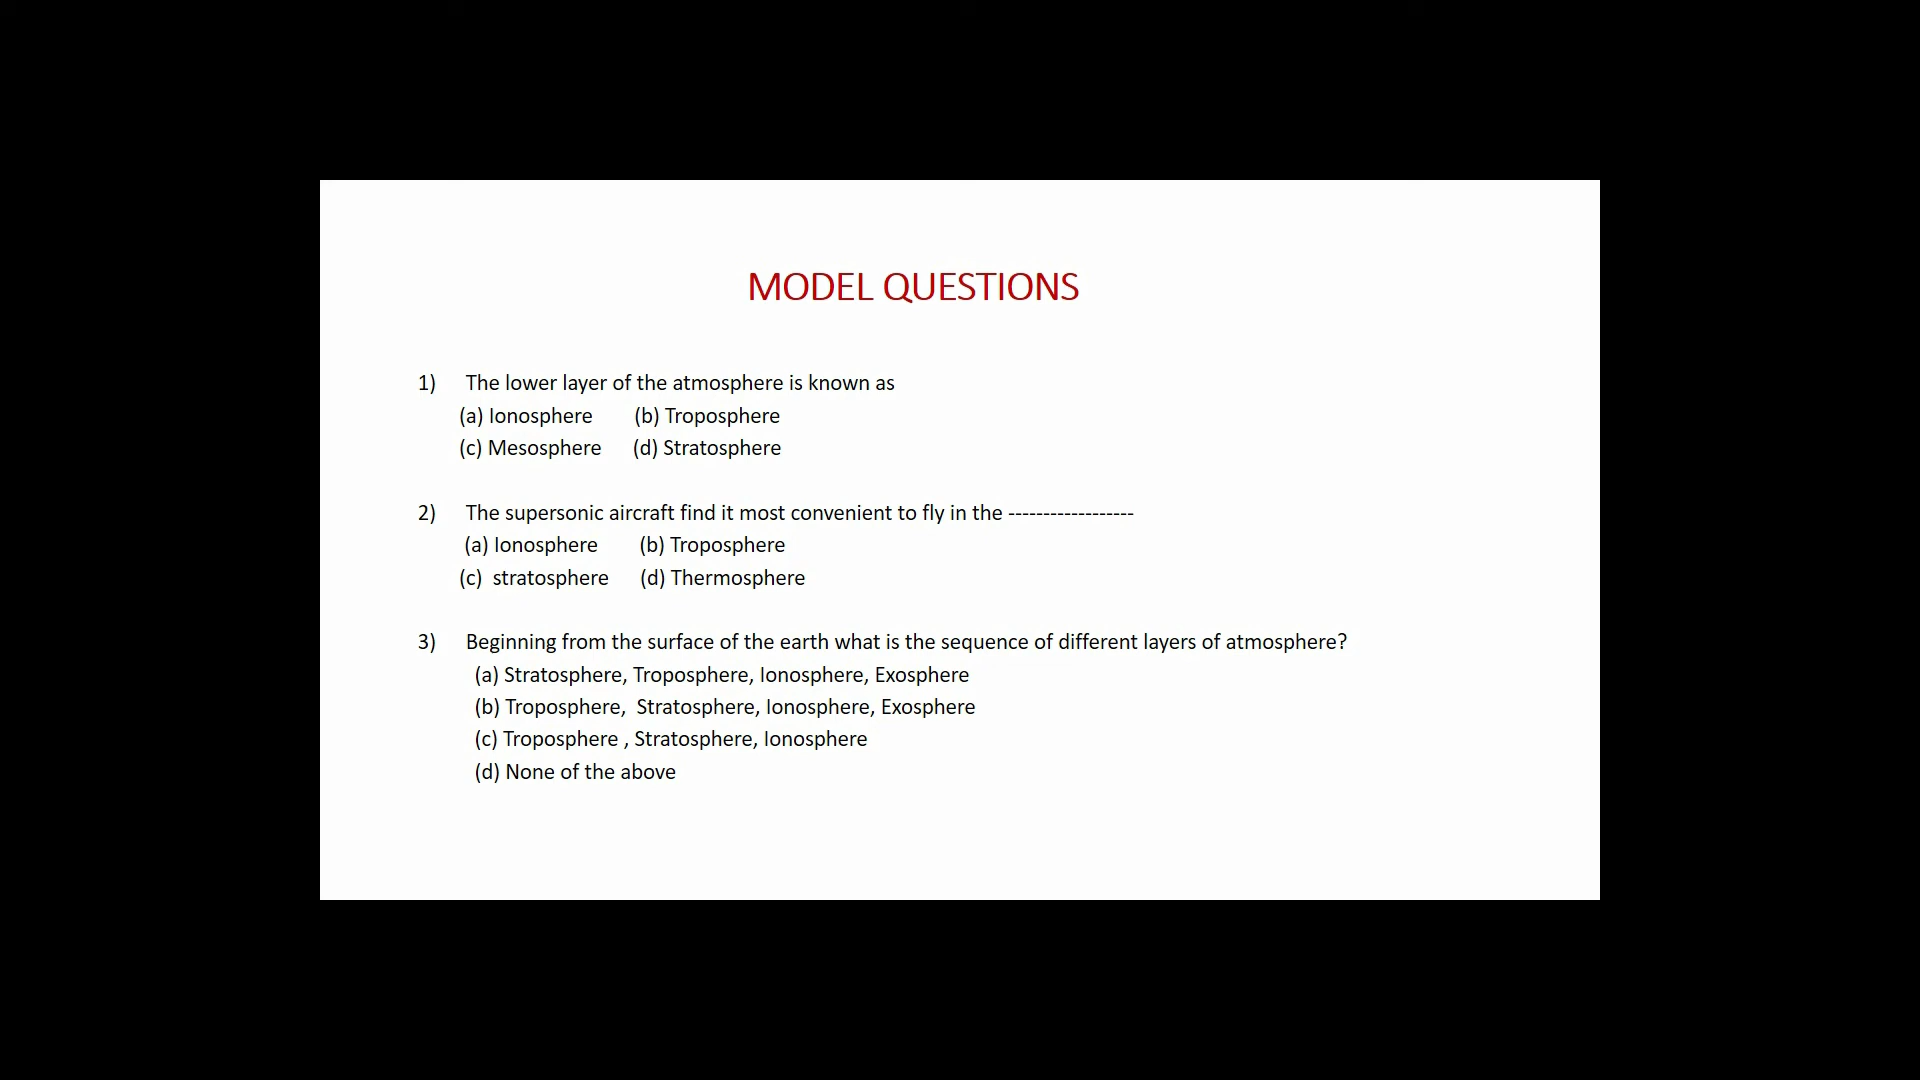 MODEL QUESTIONS
1) The lower layer of the atmosphere is known as
(a) Ionosphere (b) Troposphere
(c) Mesosphere (d) Stratosphere
2) The supersonic aircraft find it most convenient to fly in the ------------------
(a) Ionosphere (b) Troposphere
(c) stratosphere (d) Thermosphere
3) Beginning from the surface of the earth what is the sequence of different layers of atmosphere?
(a) Stratosphere, Troposphere, Ionosphere, Exosphere
(b) Troposphere, Stratosphere, Ionosphere, Exosphere
(c) Troposphere , Stratosphere, Ionosphere
(d) None of the above